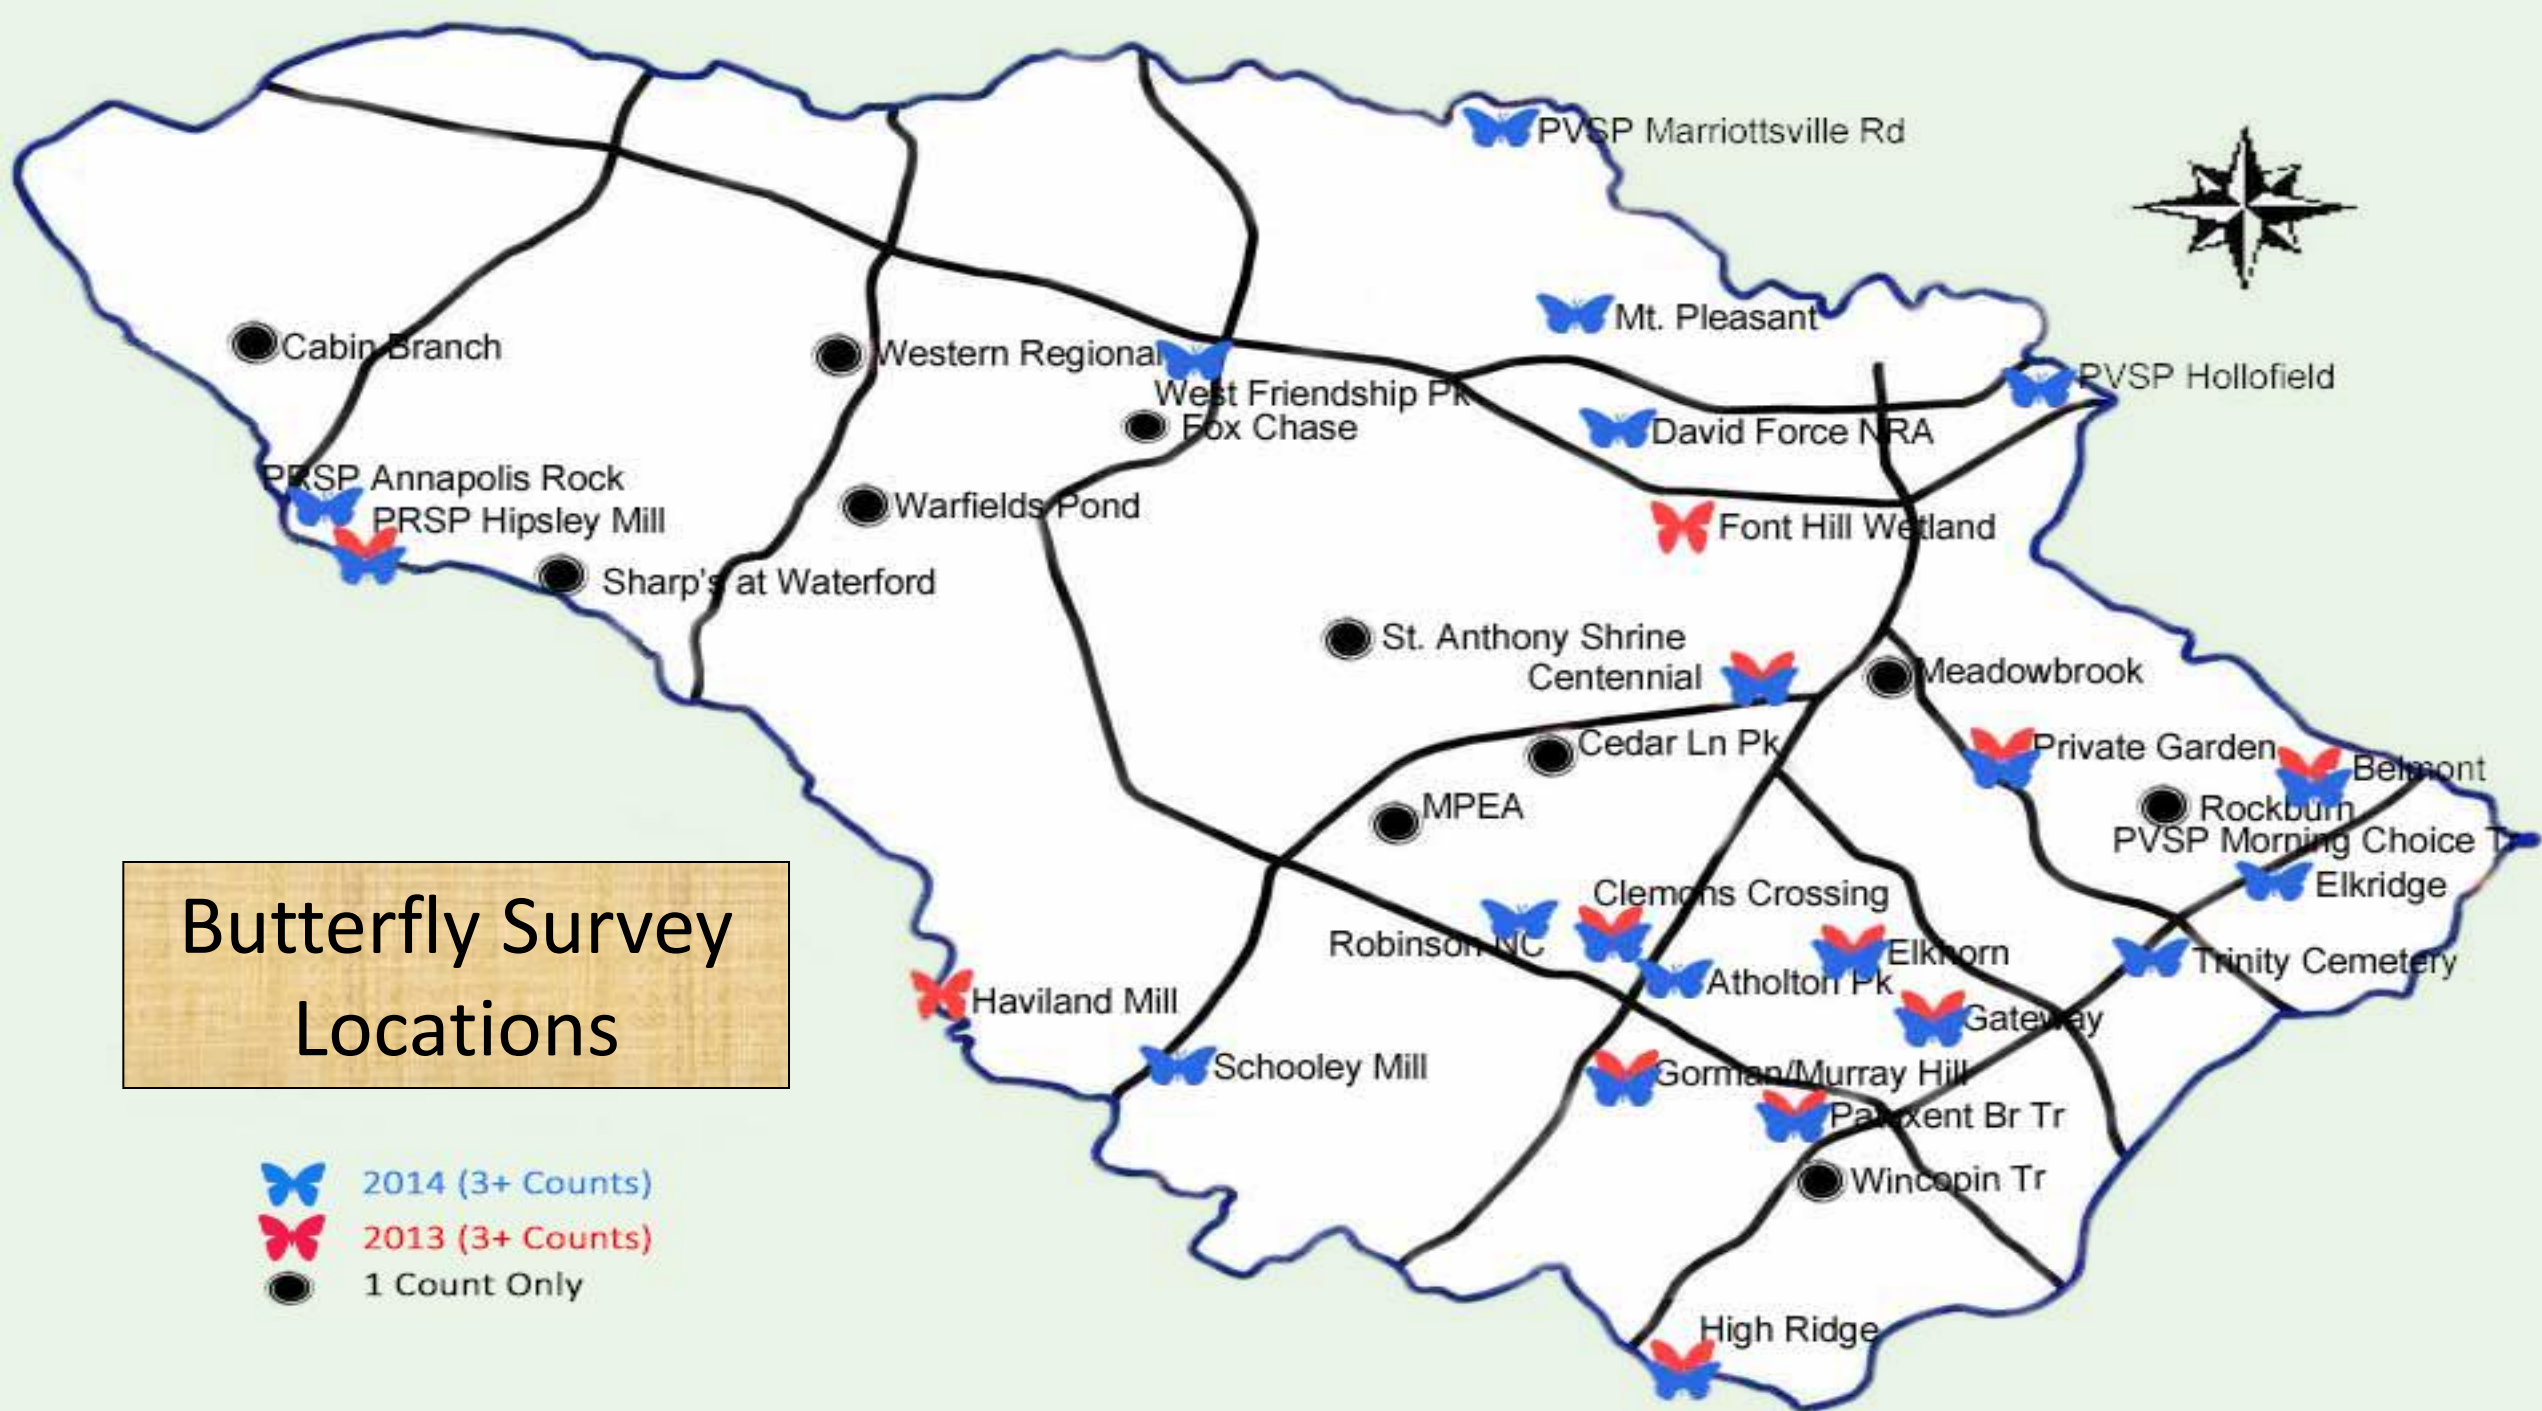 PVSP Marriottsville Rd
Mt. Pleasant
Cabin Branch
Western Regional
PVSP Hollofield
West Friendship Pk
Fox Chase
David Force NRA
PRSP Annapolis Rock
Warfields Pond
PRSP Hipsley Mill
Font Hill Wetland
Sharp's at Waterford
St. Anthony Shrine
Centennial
Meadowbrook
Cedar Ln Pk
Private Garden
Belmont
MPEA
Rockburn
PVSP Morning Choice Tr
Elkridge
Clemons Crossing
Robinson NC
Elkhorn
Trinity Cemetery
Atholton Pk
Haviland Mill
Gateway
Schooley Mill
Gorman/Murray Hill
Patuxent Br Tr
Wincopin Tr
High Ridge
Butterfly Survey
Locations
2014 (3+ Counts)
2013 (3+ Counts)
1 Count Only